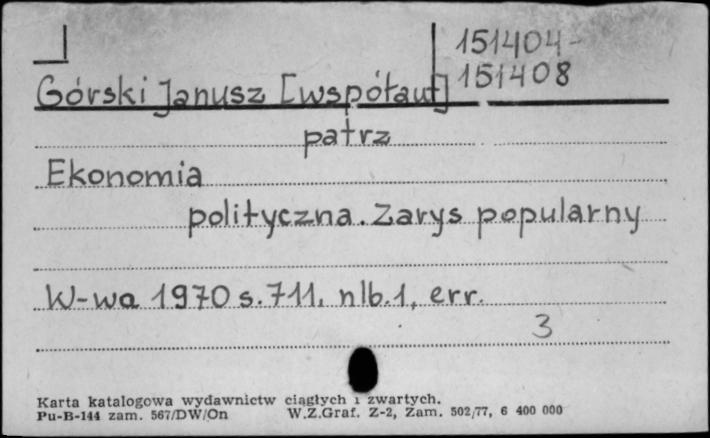 151404-
151408
Górski Janusz [współaut]
patrz
Ekonomia
polityczna. Zarys popularny
W-wa 1970 s. 711, nlb. 1, err.
3
Karta katalogowa wydawnictw ciągłych i zwartych.
Pu-B-144 zam. 567/DW/On W.Z.Graf. Z-2, Zam. 502/77, 6 400 000